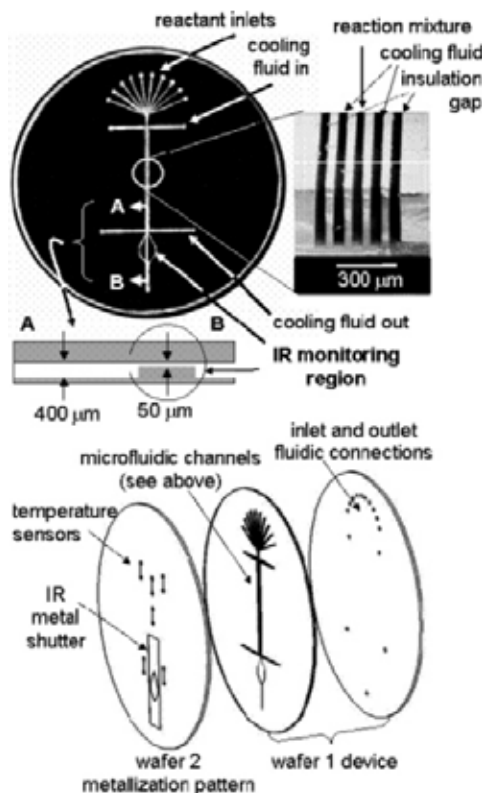 reactant inlets
cooling
fluid in
reaction mixture
cooling fluid
insulation
gap
A
B
300 µm
cooling fluid out
IR monitoring
region
A
B
400 µm
50 µm
inlet and outlet
fluidic connections
microfluidic channels
(see above)
temperature
sensors
IR
metal
shutter
wafer 2
metallization pattern
wafer 1 device